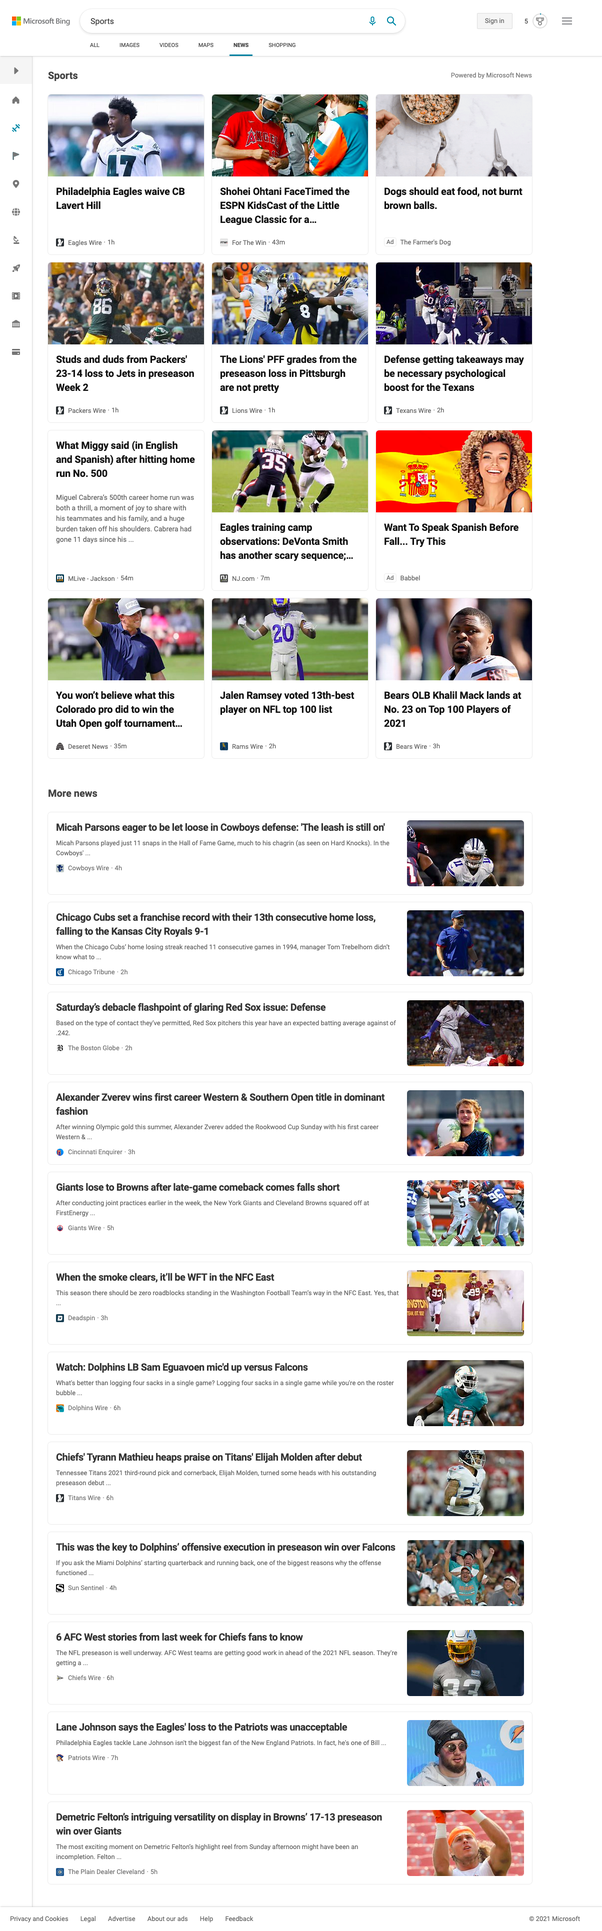 Microsoft Bing
Sports
Sign in
5
ALL
IMAGES
VIDEOS
MAPS
NEWS
SHOPPING
Sports
Powered by Microsoft News
Philadelphia Eagles waive CB
Lavert Hill
Eagles Wire · 1h
Shohei Ohtani FaceTimed the
ESPN KidsCast of the Little
League Classic for a...
For The Win · 43m
Dogs should eat food, not burnt
brown balls.
Ad The Farmer's Dog
Studs and duds from Packers'
23-14 loss to Jets in preseason
Week 2
Packers Wire · 1h
The Lions' PFF grades from the
preseason loss in Pittsburgh
are not pretty
Lions Wire · 1h
Defense getting takeaways may
be necessary psychological
boost for the Texans
Texans Wire · 2h
What Miggy said (in English
and Spanish) after hitting home
run No. 500
Miguel Cabrera's 500th career home run was
both a thrill, a moment of joy to share with
his teammates and his family, and a huge
burden taken off his shoulders. Cabrera had
gone 11 days since his ...
MLive - Jackson · 54m
Eagles training camp
observations: DeVonta Smith
has another scary sequence;...
NJ.com · 7m
Want To Speak Spanish Before
Fall... Try This
Ad Babbel
You won't believe what this
Colorado pro did to win the
Utah Open golf tournament...
Deseret News · 35m
Jalen Ramsey voted 13th-best
player on NFL top 100 list
Rams Wire · 2h
Bears OLB Khalil Mack lands at
No. 23 on Top 100 Players of
2021
Bears Wire · 3h
More news
Micah Parsons eager to be let loose in Cowboys defense: 'The leash is still on'
Micah Parsons played just 11 snaps in the Hall of Fame Game, much to his chagrin (as seen on Hard Knocks). In the
Cowboys' ...
Cowboys Wire · 4h
Chicago Cubs set a franchise record with their 13th consecutive home loss,
falling to the Kansas City Royals 9-1
When the Chicago Cubs' home losing streak reached 11 consecutive games in 1994, manager Tom Trebelhorn didn't
know what to ...
Chicago Tribune · 2h
Saturday's debacle flashpoint of glaring Red Sox issue: Defense
Based on the type of contact they've permitted, Red Sox pitchers this year have an expected batting average against of
.242.
The Boston Globe · 2h
Alexander Zverev wins first career Western & Southern Open title in dominant
fashion
After winning Olympic gold this summer, Alexander Zverev added the Rookwood Cup Sunday with his first career
Western & ...
Cincinnati Enquirer · 3h
Giants lose to Browns after late-game comeback comes falls short
After conducting joint practices earlier in the week, the New York Giants and Cleveland Browns squared off at
FirstEnergy ...
Giants Wire · 5h
When the smoke clears, it'll be WFT in the NFC East
This season there should be zero roadblocks standing in the Washington Football Team's way in the NFC East. Yes, that
...
Deadspin · 3h
Watch: Dolphins LB Sam Eguavoen mic'd up versus Falcons
What's better than logging four sacks in a single game? Logging four sacks in a single game while you're on the roster
bubble ...
Dolphins Wire · 6h
Chiefs' Tyrann Mathieu heaps praise on Titans' Elijah Molden after debut
Tennessee Titans 2021 third-round pick and cornerback, Elijah Molden, turned some heads with his outstanding
preseason debut ...
Titans Wire · 6h
This was the key to Dolphins' offensive execution in preseason win over Falcons
If you ask the Miami Dolphins' starting quarterback and running back, one of the biggest reasons why the offense
functioned ...
Sun Sentinel · 4h
6 AFC West stories from last week for Chiefs fans to know
The NFL preseason is well underway. AFC West teams are getting good work in ahead of the 2021 NFL season. They're
getting a ...
Chiefs Wire · 6h
Lane Johnson says the Eagles' loss to the Patriots was unacceptable
Philadelphia Eagles tackle Lane Johnson isn't the biggest fan of the New England Patriots. In fact, he's one of Bill ...
Patriots Wire · 7h
Demetric Felton's intriguing versatility on display in Browns' 17-13 preseason
win over Giants
The most exciting moment on Demetric Felton's highlight reel from Sunday afternoon might have been an
incompletion. Felton ...
The Plain Dealer Cleveland · 5h
Privacy and Cookies
Legal
Advertise
About our ads
Help
Feedback
© 2021 Microsoft